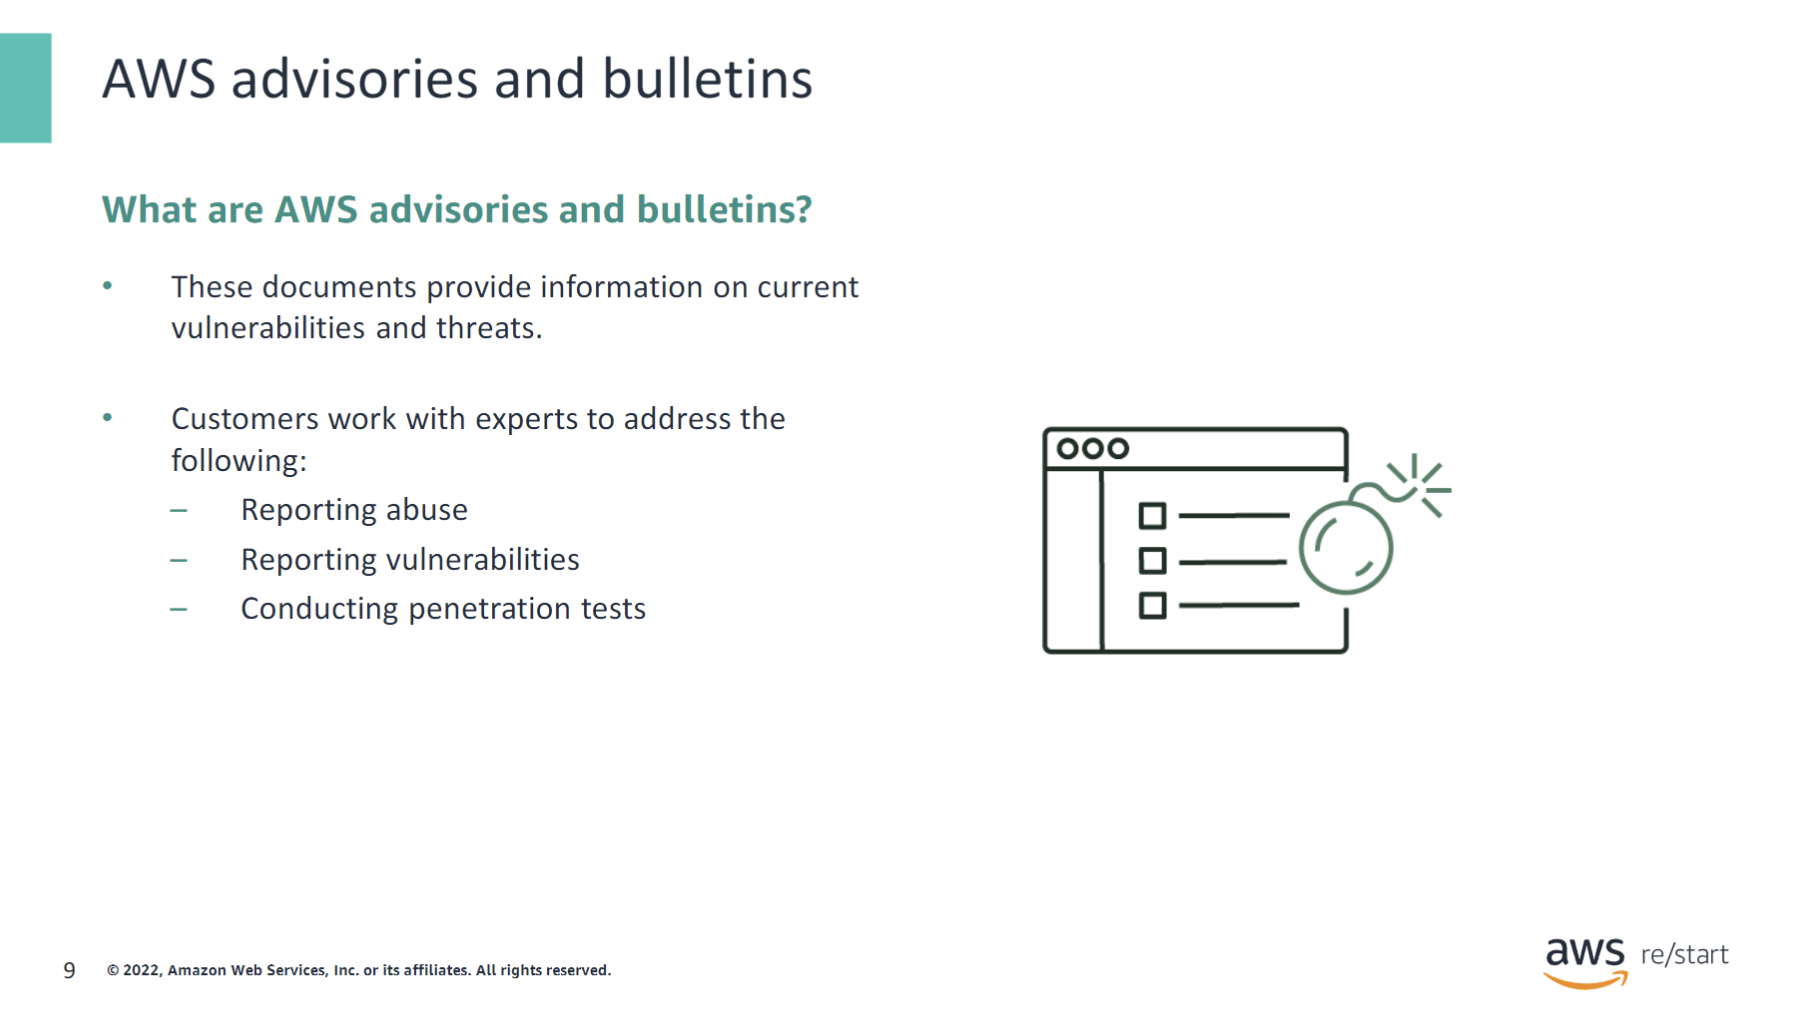 AWS advisories and bulletins
What are AWS advisories and bulletins?
• These documents provide information on current
vulnerabilities and threats.
• Customers work with experts to address the
following:
– Reporting abuse
– Reporting vulnerabilities
– Conducting penetration tests
9 © 2022, Amazon Web Services, Inc. or its affiliates. All rights reserved.
aws re/start